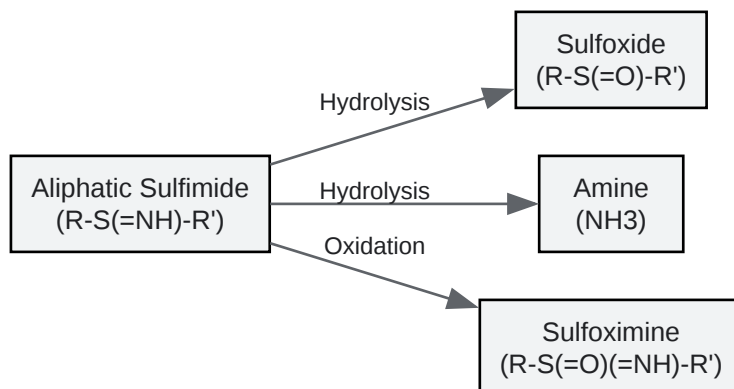 Sulfoxide
(R-S(=O)-R')
Hydrolysis
Aliphatic Sulfimide
(R-S(=NH)-R')
Hydrolysis
Amine
(NH3)
Oxidation
Sulfoximine
(R-S(=O)(=NH)-R')